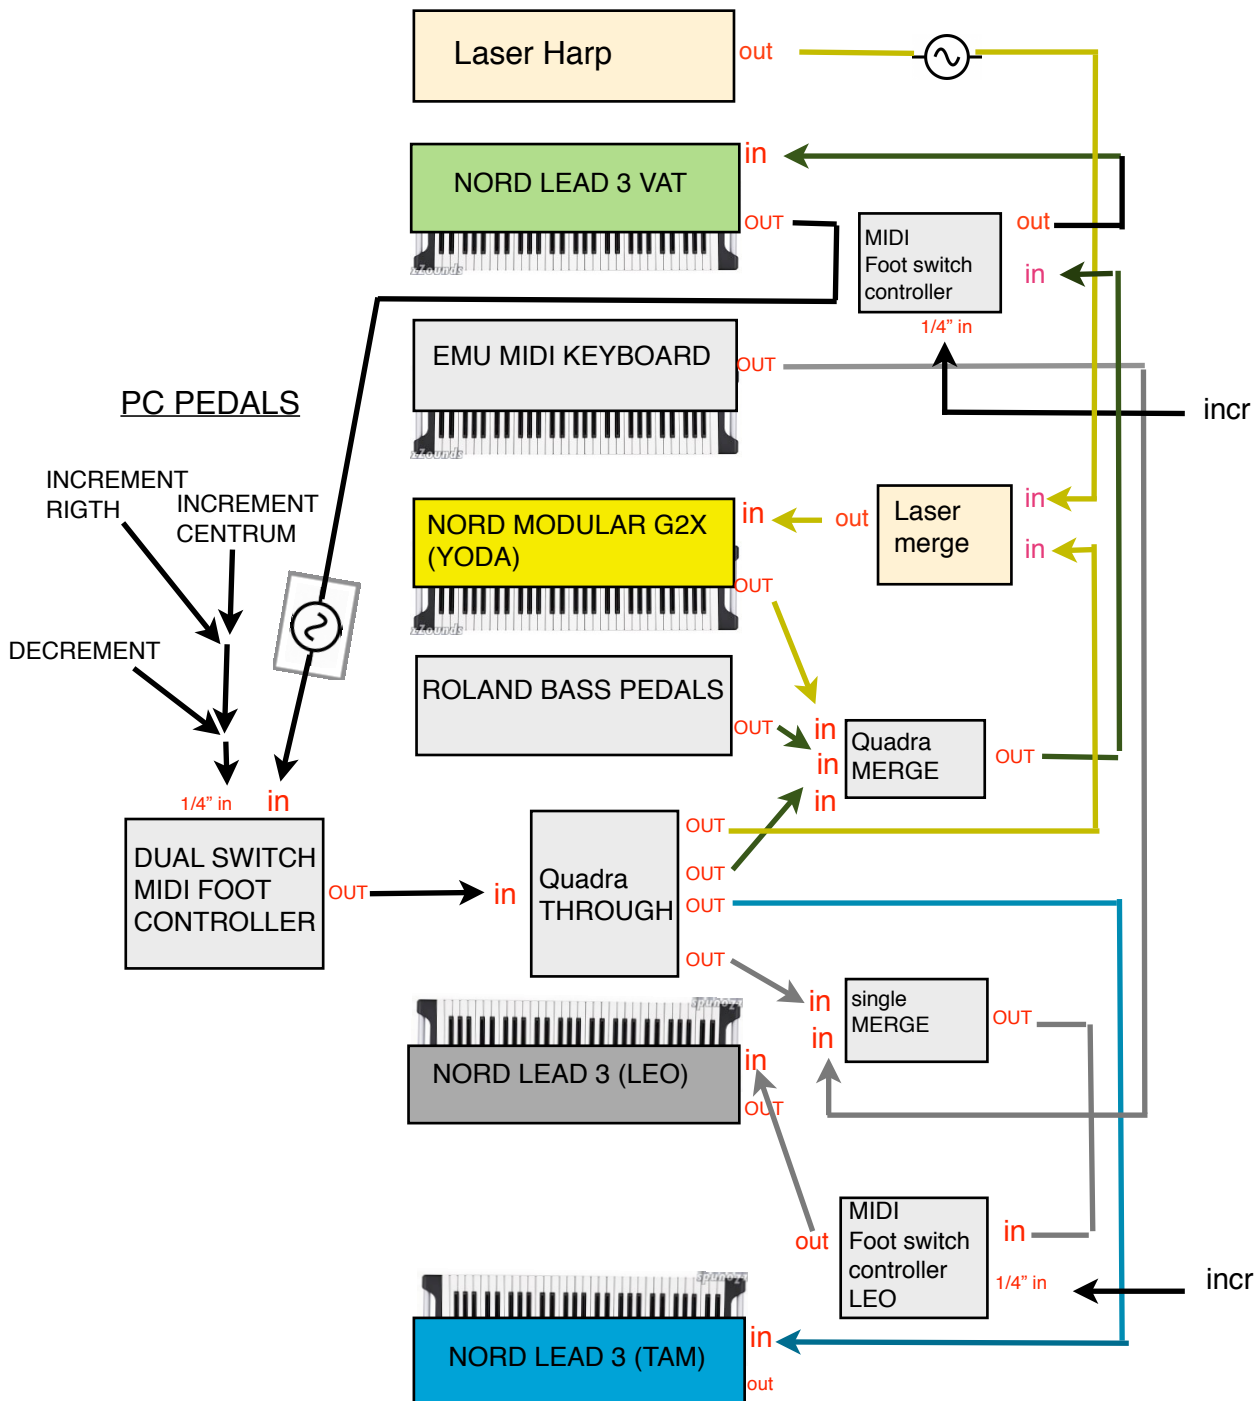 Laser Harp
out
NORD LEAD 3 VAT
in
OUT
zZounds
MIDI
Foot switch
controller
out
in
1/4” in
incr
EMU MIDI KEYBOARD
OUT
zZounds
PC PEDALS
INCREMENT
RIGTH
INCREMENT
CENTRUM
DECREMENT
NORD MODULAR G2X
(YODA)
in
OUT
zZounds
out
Laser
merge
in
in
ROLAND BASS PEDALS
OUT
in
in
in
Quadra
MERGE
OUT
1/4” in
in
DUAL SWITCH
MIDI FOOT
CONTROLLER
OUT
in
Quadra
THROUGH
OUT
OUT
OUT
OUT
in
in
single
MERGE
OUT
zZounds
NORD LEAD 3 (LEO)
in
OUT
MIDI
Foot switch
controller
LEO
out
in
1/4” in
incr
zZounds
NORD LEAD 3 (TAM)
in
out